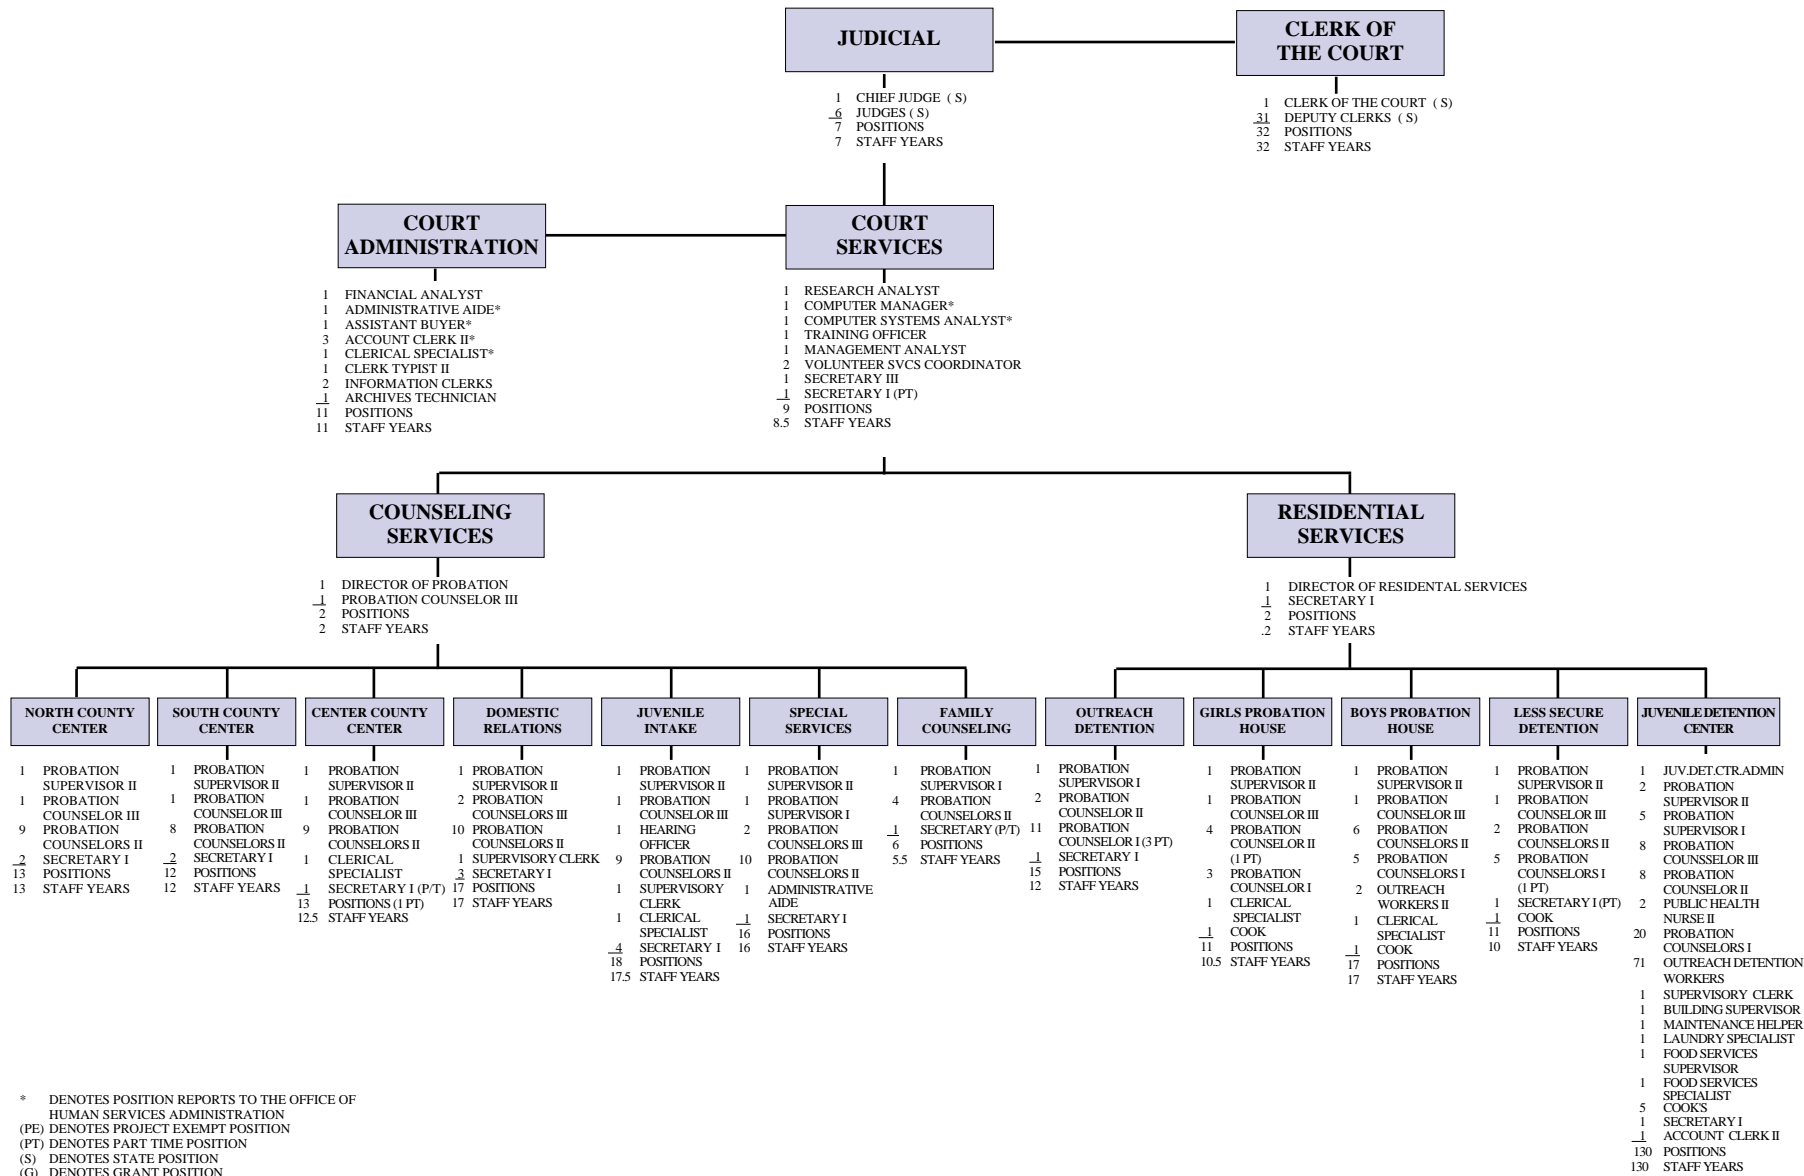 JUDICIAL
1 CHIEF JUDGE ( S)
6 JUDGES ( S)
7 POSITIONS
7 STAFF YEARS
CLERK OF
THE COURT
1 CLERK OF THE COURT ( S)
31 DEPUTY CLERKS ( S)
32 POSITIONS
32 STAFF YEARS
COURT
ADMINISTRATION
1 FINANCIAL ANALYST
1 ADMINISTRATIVE AIDE*
1 ASSISTANT BUYER*
3 ACCOUNT CLERK II*
1 CLERICAL SPECIALIST*
1 CLERK TYPIST II
2 INFORMATION CLERKS
1 ARCHIVES TECHNICIAN
11 POSITIONS
11 STAFF YEARS
COURT
SERVICES
1 RESEARCH ANALYST
1 COMPUTER MANAGER*
1 COMPUTER SYSTEMS ANALYST*
1 TRAINING OFFICER
1 MANAGEMENT ANALYST
2 VOLUNTEER SVCS COORDINATOR
1 SECRETARY III
1 SECRETARY I (PT)
9 POSITIONS
8.5 STAFF YEARS
COUNSELING
SERVICES
1 DIRECTOR OF PROBATION
1 PROBATION COUNSELOR III
2 POSITIONS
2 STAFF YEARS
RESIDENTIAL
SERVICES
1 DIRECTOR OF RESIDENTAL SERVICES
1 SECRETARY I
2 POSITIONS
.2 STAFF YEARS
NORTH COUNTY
CENTER
1 PROBATION
SUPERVISOR II
1 PROBATION
COUNSELOR III
9 PROBATION
COUNSELORS II
2 SECRETARY I
13 POSITIONS
13 STAFF YEARS
SOUTH COUNTY
CENTER
1 PROBATION
SUPERVISOR II
1 PROBATION
COUNSELOR III
8 PROBATION
COUNSELORS II
2 SECRETARY I
12 POSITIONS
12 STAFF YEARS
CENTER COUNTY
CENTER
1 PROBATION
SUPERVISOR II
1 PROBATION
COUNSELOR III
9 PROBATION
COUNSELORS II
1 CLERICAL
SPECIALIST
1 SECRETARY I (P/T)
13 POSITIONS (1 PT)
12.5 STAFF YEARS
DOMESTIC
RELATIONS
1 PROBATION
SUPERVISOR II
2 PROBATION
COUNSELORS III
10 PROBATION
COUNSELORS II
1 SUPERVISORY CLERK
3 SECRETARY I
17 POSITIONS
17 STAFF YEARS
JUVENILE
INTAKE
1 PROBATION
SUPERVISOR II
1 PROBATION
COUNSELOR III
1 HEARING
OFFICER
9 PROBATION
COUNSELORS II
1 SUPERVISORY
CLERK
1 CLERICAL
SPECIALIST
4 SECRETARY I
18 POSITIONS
17.5 STAFF YEARS
SPECIAL
SERVICES
1 PROBATION
SUPERVISOR II
1 PROBATION
SUPERVISOR I
2 PROBATION
COUNSELORS III
10 PROBATION
COUNSELORS II
1 ADMINISTRATIVE
AIDE
1 SECRETARY I
16 POSITIONS
16 STAFF YEARS
FAMILY
COUNSELING
1 PROBATION
SUPERVISOR I
4 PROBATION
COUNSELORS II
1 SECRETARY (P/T)
6 POSITIONS
5.5 STAFF YEARS
OUTREACH
DETENTION
1 PROBATION
SUPERVISOR I
2 PROBATION
COUNSELOR II
11 PROBATION
COUNSELOR I (3 PT)
1 SECRETARY I
15 POSITIONS
12 STAFF YEARS
GIRLS PROBATION
HOUSE
1 PROBATION
SUPERVISOR II
1 PROBATION
COUNSELOR III
4 PROBATION
COUNSELOR II
(1 PT)
3 PROBATION
COUNSELOR I
1 CLERICAL
SPECIALIST
1 COOK
11 POSITIONS
10.5 STAFF YEARS
BOYS PROBATION
HOUSE
1 PROBATION
SUPERVISOR II
1 PROBATION
COUNSELOR III
6 PROBATION
COUNSELORS II
5 PROBATION
COUNSELORS I
2 OUTREACH
WORKERS II
1 CLERICAL
SPECIALIST
1 COOK
17 POSITIONS
17 STAFF YEARS
LESS SECURE
DETENTION
1 PROBATION
SUPERVISOR II
1 PROBATION
COUNSELOR III
2 PROBATION
COUNSELORS II
5 PROBATION
COUNSELORS I
(1 PT)
1 SECRETARY I (PT)
1 COOK
11 POSITIONS
10 STAFF YEARS
JUVENILE DETENTION
CENTER
1 JUV.DET.CTR.ADMIN
2 PROBATION
SUPERVISOR II
5 PROBATION
SUPERVISOR I
8 PROBATION
COUNSSELOR III
8 PROBATION
COUNSELOR II
2 PUBLIC HEALTH
NURSE II
20 PROBATION
COUNSELORS I
71 OUTREACH DETENTION
WORKERS
1 SUPERVISORY CLERK
1 BUILDING SUPERVISOR
1 MAINTENANCE HELPER
1 LAUNDRY SPECIALIST
1 FOOD SERVICES
SUPERVISOR
1 FOOD SERVICES
SPECIALIST
5 COOK'S
1 SECRETARY I
1 ACCOUNT CLERK II
130 POSITIONS
130 STAFF YEARS
* DENOTES POSITION REPORTS TO THE OFFICE OF
HUMAN SERVICES ADMINISTRATION
(PE) DENOTES PROJECT EXEMPT POSITION
(PT) DENOTES PART TIME POSITION
(S) DENOTES STATE POSITION
(G) DENOTES GRANT POSITION